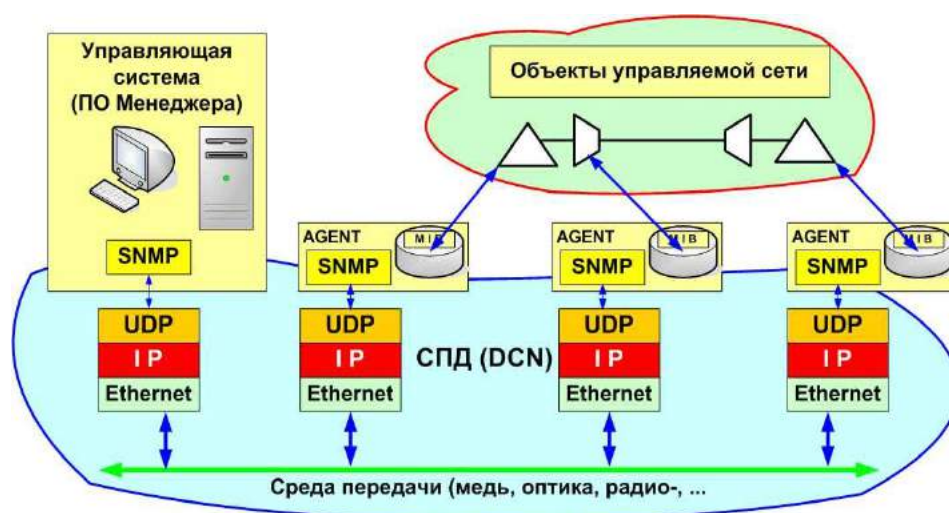 Управляющая
система
(ПО Менеджера)
Объекты управляемой сети
SNMP
AGENT
MIB
SNMP
AGENT
MIB
SNMP
AGENT
MIB
SNMP
UDP
IP
Ethernet
UDP
IP
Ethernet
СПД (DCN)
UDP
IP
Ethernet
UDP
IP
Ethernet
Среда передачи (медь, оптика, радио-, ...